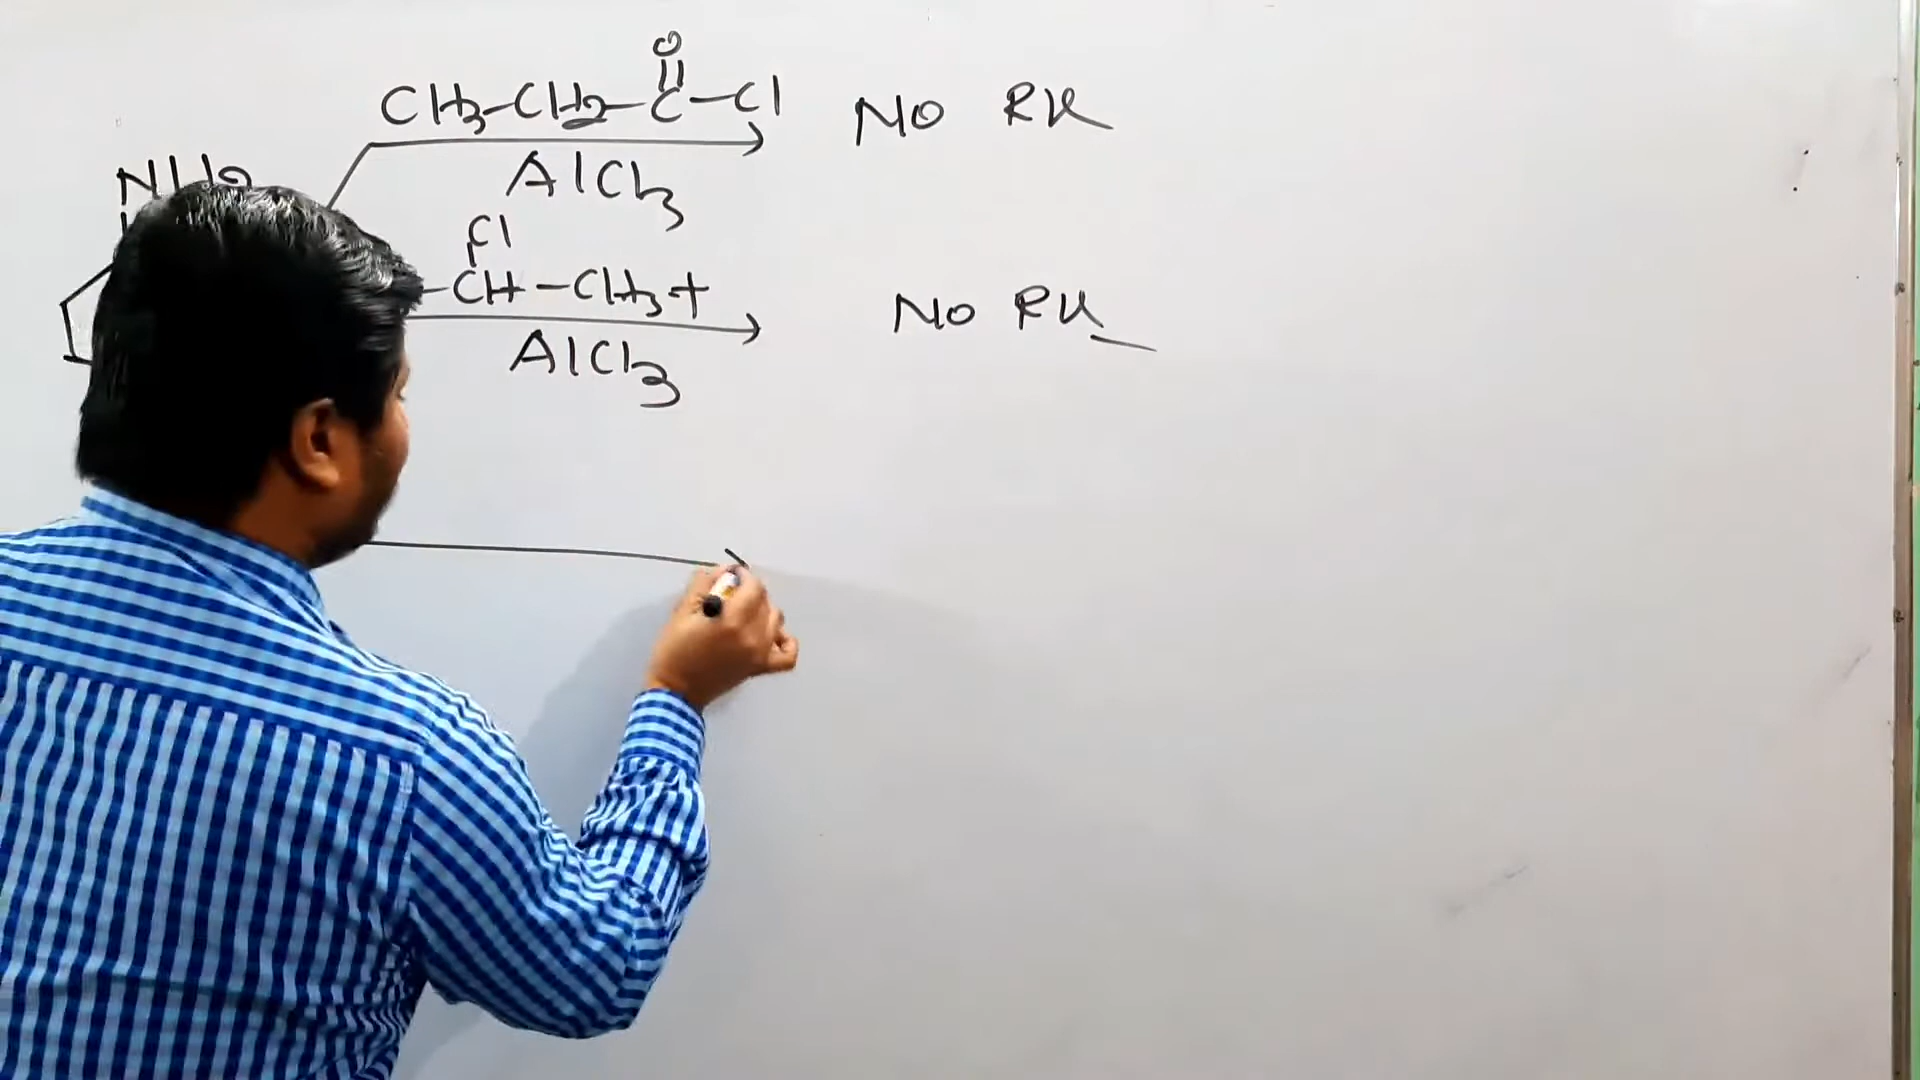 O
CH3-CH2-C-Cl No RX
AlCl3
NH2
Cl
-CH-CH3+ No RX
AlCl3